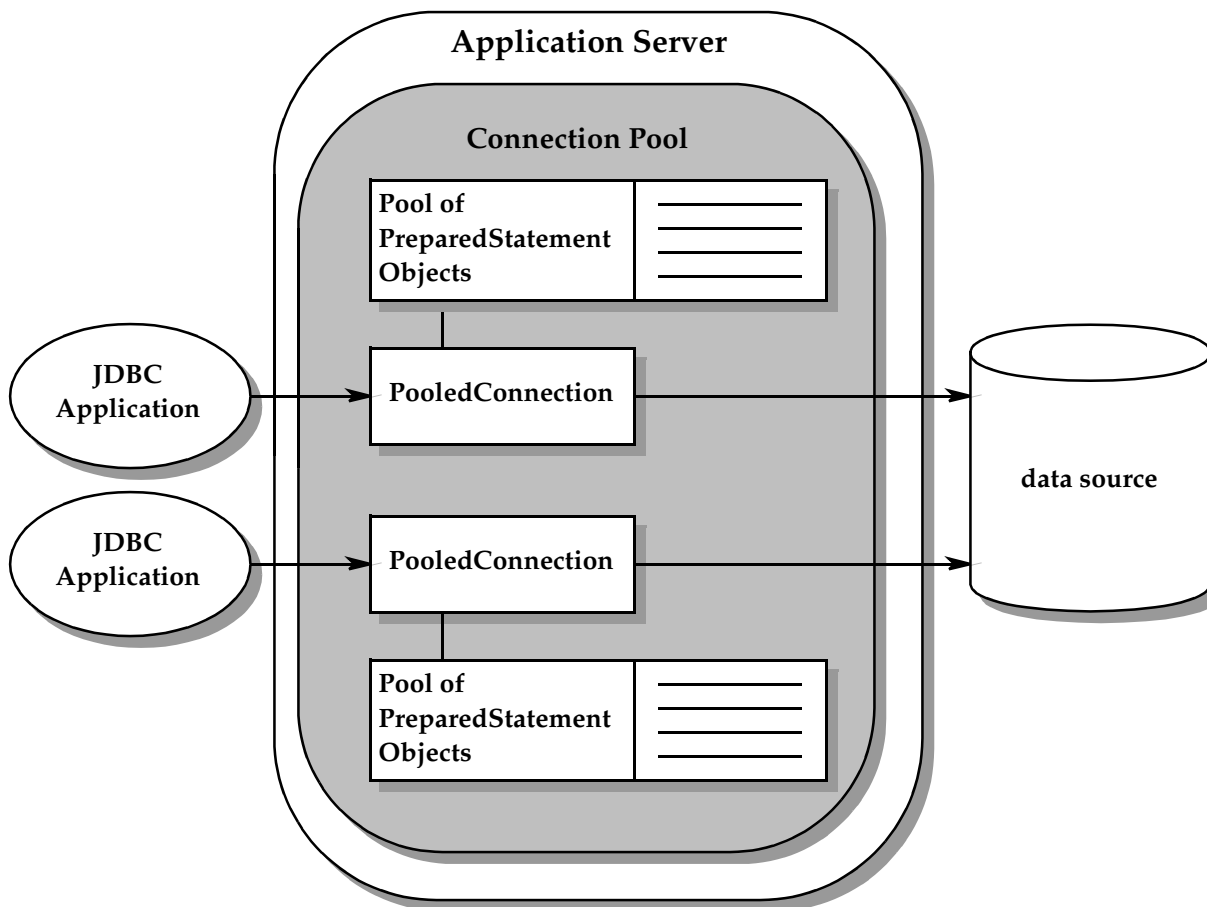 Application Server
Connection Pool
Pool of
PreparedStatement
Objects
JDBC
Application
PooledConnection
data source
JDBC
Application
PooledConnection
Pool of
PreparedStatement
Objects